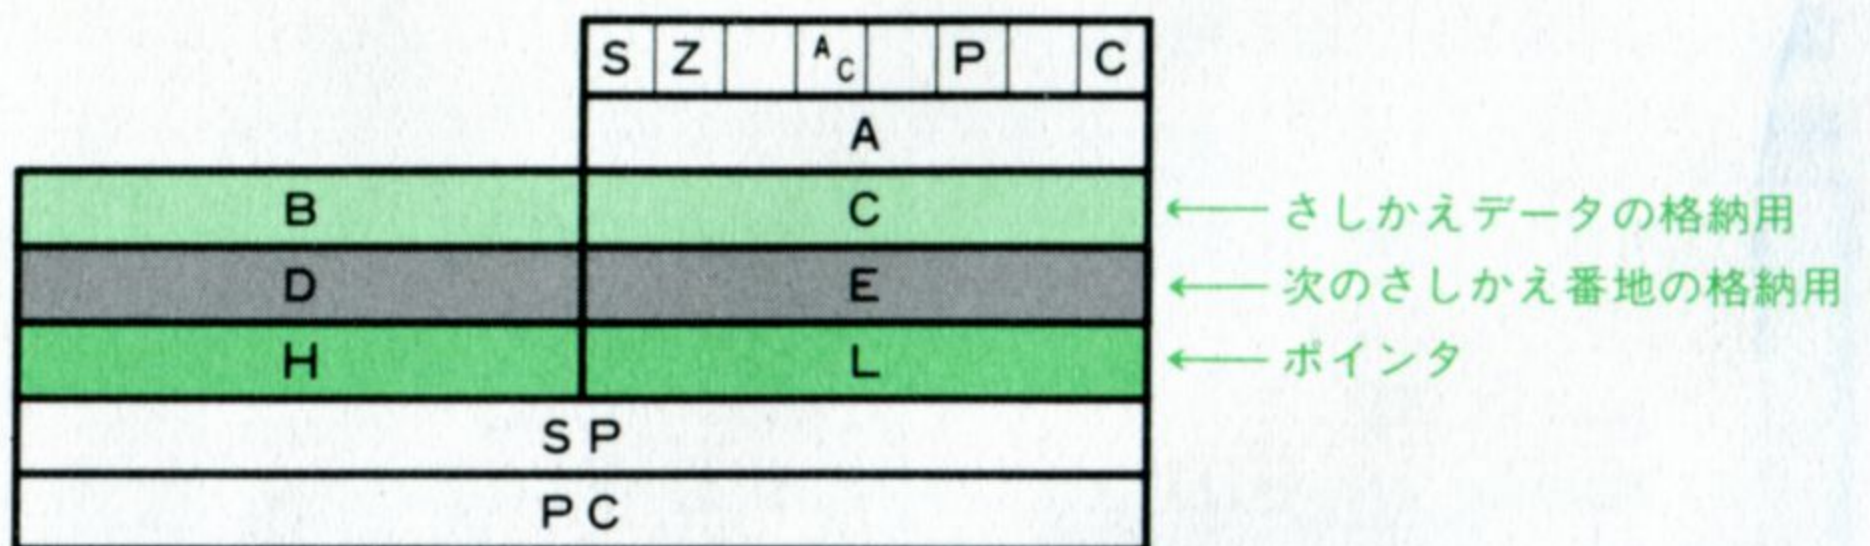 S Z AC P C
A
B C ← さしかえデータの格納用
D E ← 次のさしかえ番地の格納用
H L ← ポインタ
SP
PC